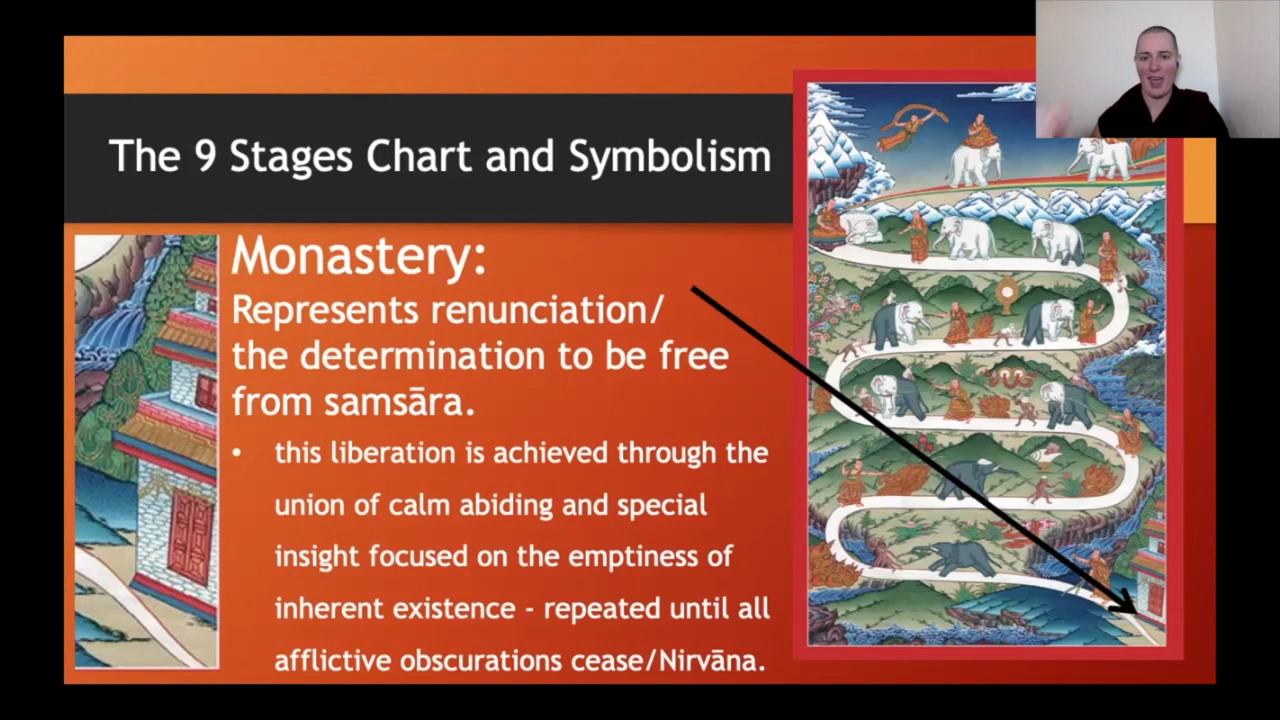 The 9 Stages Chart and Symbolism
Monastery:
Represents renunciation/
the determination to be free
from samsāra.
• this liberation is achieved through the
union of calm abiding and special
insight focused on the emptiness of
inherent existence - repeated until all
afflictive obscurations cease/Nirvāna.